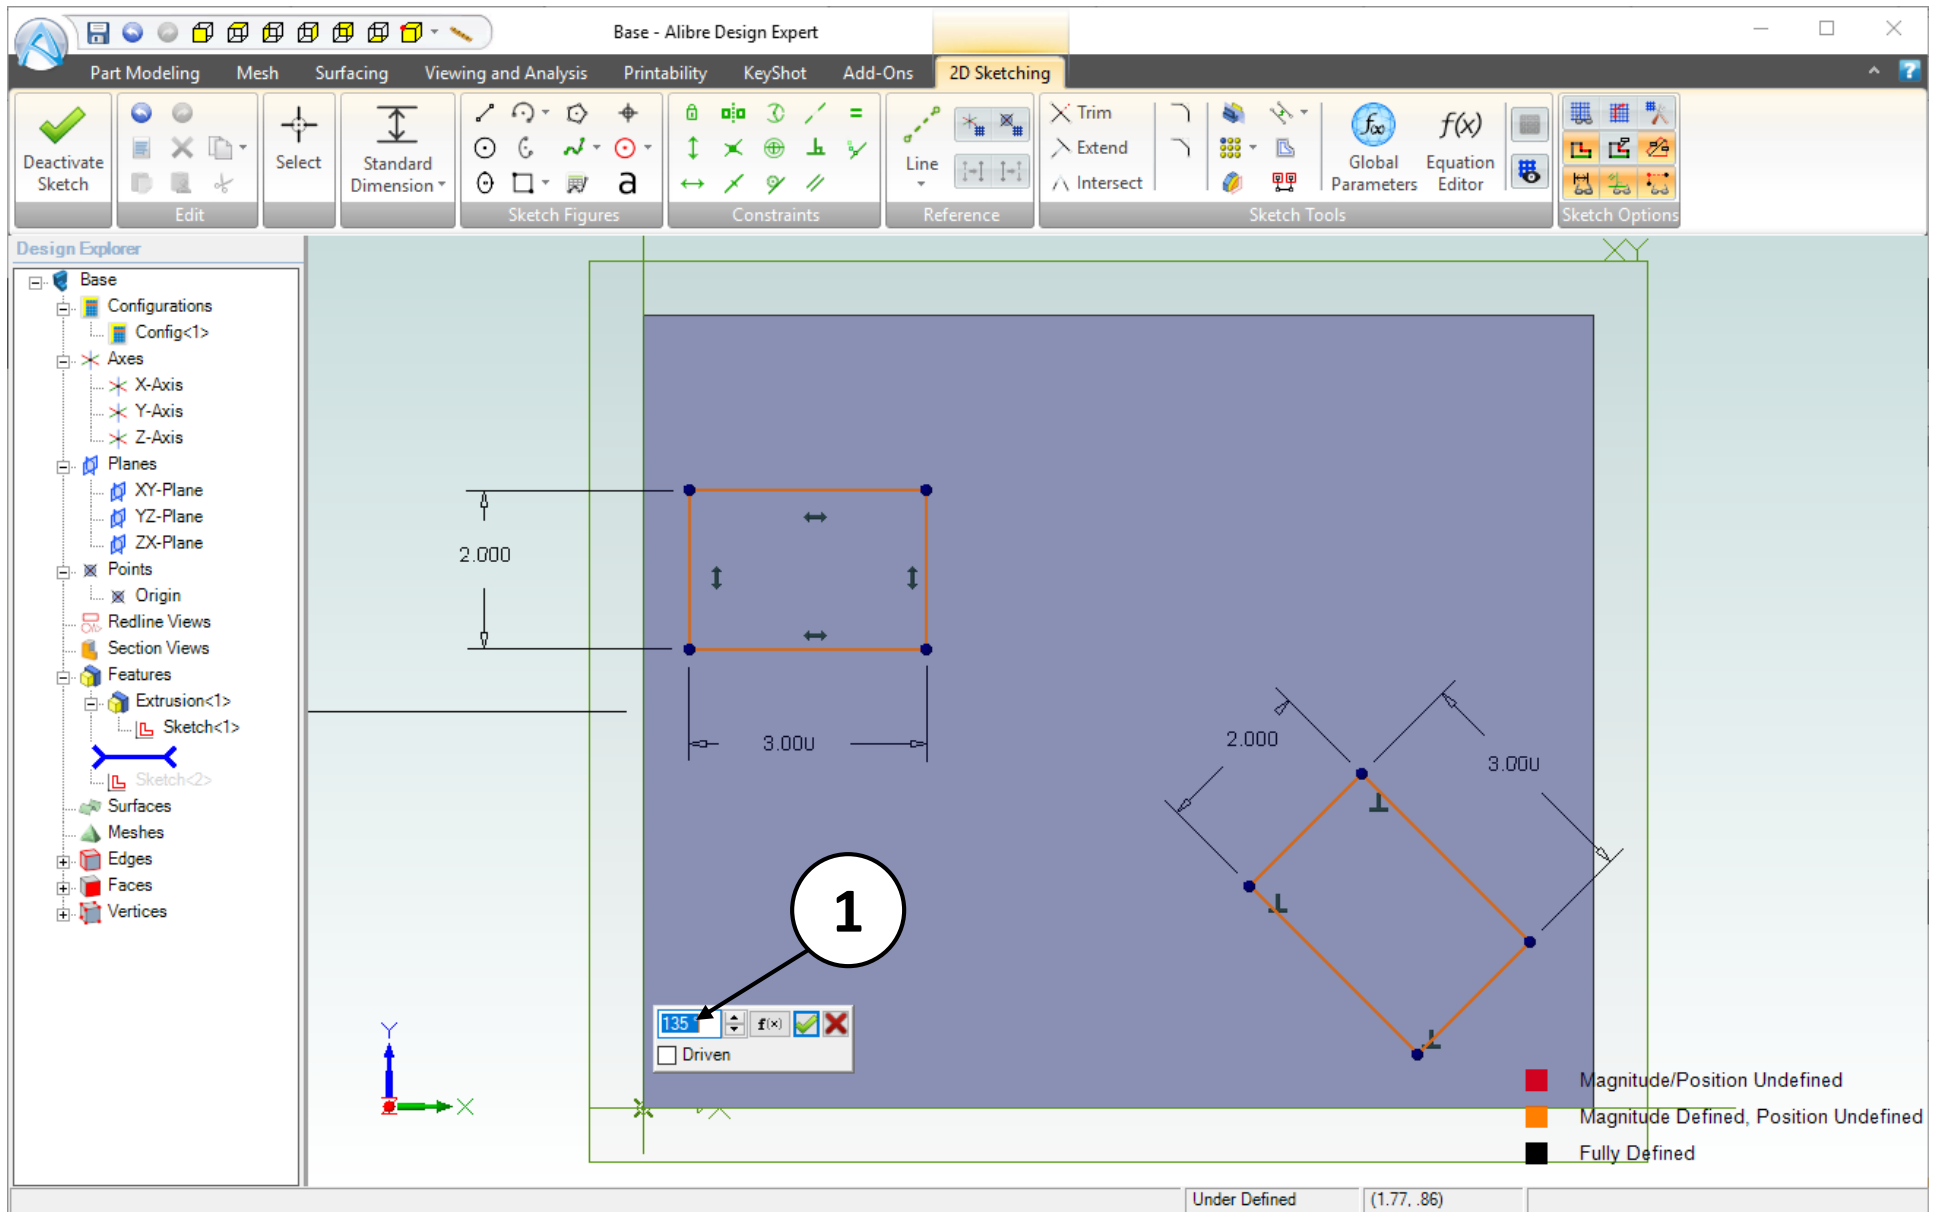 Base - Alibre Design Expert
Part Modeling Mesh Surfacing Viewing and Analysis Printability KeyShot Add-Ons 2D Sketching
Deactivate Sketch
Edit
Select
Standard Dimension
a
Sketch Figures
Constraints
Line
Reference
Trim
Extend
Intersect
Global Parameters
f(x)
Equation Editor
Sketch Tools
Sketch Options
Design Explorer
Base
Configurations
Config<1>
Axes
X-Axis
Y-Axis
Z-Axis
Planes
XY-Plane
YZ-Plane
ZX-Plane
Points
Origin
Redline Views
Section Views
Features
Extrusion<1>
Sketch<1>
Sketch<2>
Surfaces
Meshes
Edges
Faces
Vertices
XY
2.000
3.000
2.000
3.000
1
135 °
f(x)
Driven
Y
X
X
Magnitude/Position Undefined
Magnitude Defined, Position Undefined
Fully Defined
Under Defined (1.77, .86)